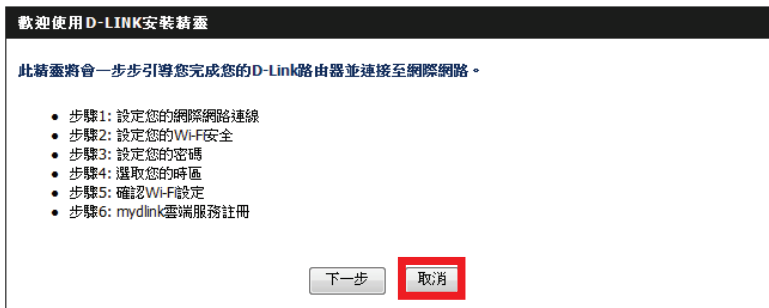 歡迎使用D-LINK安裝精靈
此精靈將會一步步引導您完成您的D-Link路由器並連接至網際網路。
• 步驟1: 設定您的網際網路連線
• 步驟2: 設定您的Wi-Fi安全
• 步驟3: 設定您的密碼
• 步驟4: 選取您的時區
• 步驟5: 確認Wi-Fi設定
• 步驟6: mydlink雲端服務註冊
下一步 取消